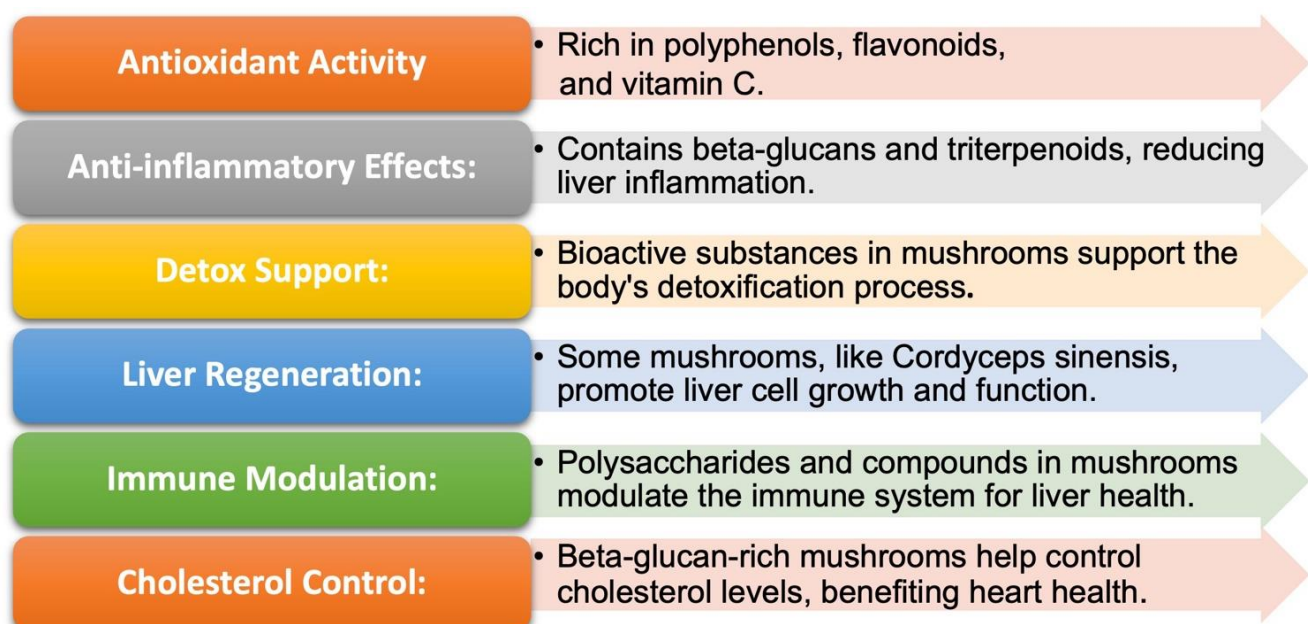 Antioxidant Activity
• Rich in polyphenols, flavonoids,
and vitamin C.
Anti-inflammatory Effects:
• Contains beta-glucans and triterpenoids, reducing
liver inflammation.
Detox Support:
• Bioactive substances in mushrooms support the
body's detoxification process.
Liver Regeneration:
• Some mushrooms, like Cordyceps sinensis,
promote liver cell growth and function.
Immune Modulation:
• Polysaccharides and compounds in mushrooms
modulate the immune system for liver health.
Cholesterol Control:
• Beta-glucan-rich mushrooms help control
cholesterol levels, benefiting heart health.